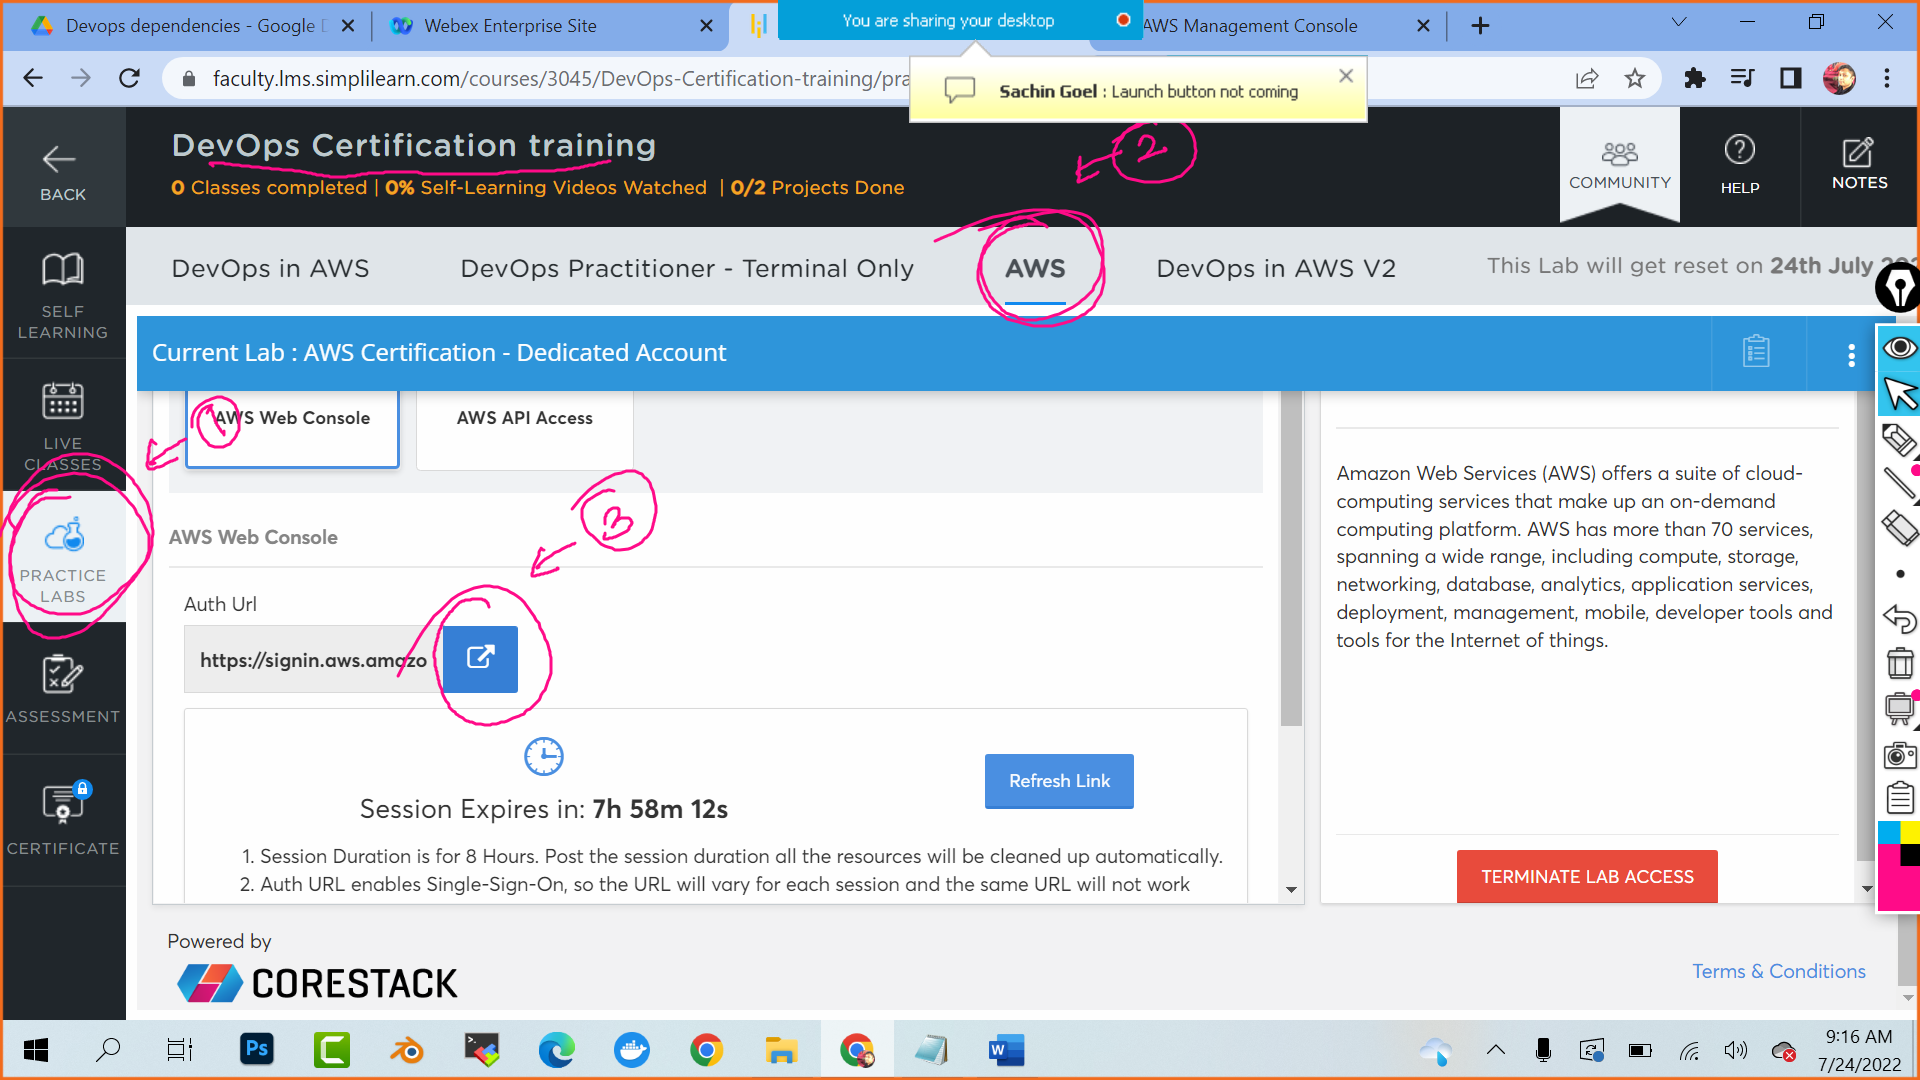 Devops dependencies - Google D
Webex Enterprise Site
You are sharing your desktop
AWS Management Console
faculty.lms.simplilearn.com/courses/3045/DevOps-Certification-training/pra
Sachin Goel : Launch button not coming
BACK
DevOps Certification training
0 Classes completed | 0% Self-Learning Videos Watched | 0/2 Projects Done
2
COMMUNITY
HELP
NOTES
DevOps in AWS
DevOps Practitioner - Terminal Only
AWS
DevOps in AWS V2
This Lab will get reset on 24th July
SELF
LEARNING
Current Lab : AWS Certification - Dedicated Account
1
AWS Web Console
AWS API Access
LIVE
CLASSES
3
PRACTICE
LABS
AWS Web Console
Auth Url
https://signin.aws.amazo
Amazon Web Services (AWS) offers a suite of cloud-
computing services that make up an on-demand
computing platform. AWS has more than 70 services,
spanning a wide range, including compute, storage,
networking, database, analytics, application services,
deployment, management, mobile, developer tools and
tools for the Internet of things.
ASSESSMENT
Session Expires in: 7h 58m 12s
Refresh Link
CERTIFICATE
1. Session Duration is for 8 Hours. Post the session duration all the resources will be cleaned up automatically.
2. Auth URL enables Single-Sign-On, so the URL will vary for each session and the same URL will not work
TERMINATE LAB ACCESS
Powered by
CORESTACK
Terms & Conditions
Ps
C
W
9:16 AM
7/24/2022